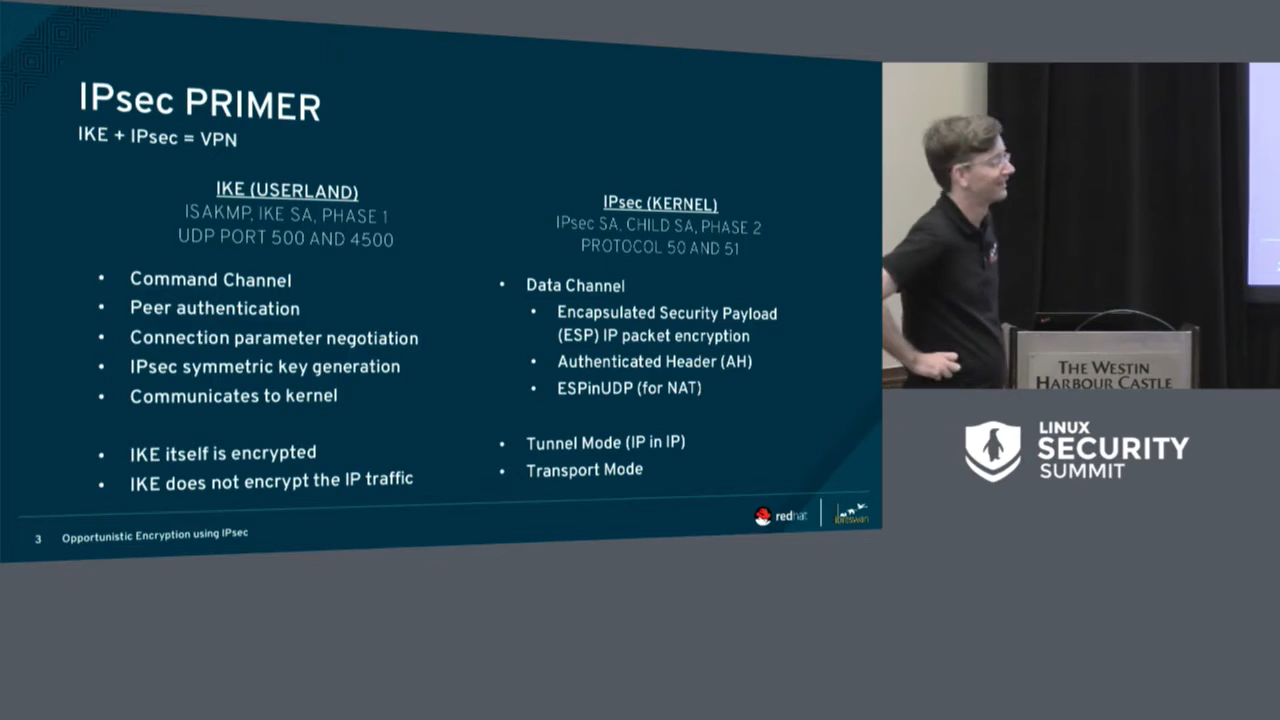 IPsec PRIMER
IKE + IPsec = VPN
IKE (USERLAND)
ISAKMP, IKE SA, PHASE 1
UDP PORT 500 AND 4500
• Command Channel
• Peer authentication
• Connection parameter negotiation
• IPsec symmetric key generation
• Communicates to kernel
• IKE itself is encrypted
• IKE does not encrypt the IP traffic
IPsec (KERNEL)
IPsec SA, CHILD SA, PHASE 2
PROTOCOL 50 AND 51
• Data Channel
• Encapsulated Security Payload
(ESP) IP packet encryption
• Authenticated Header (AH)
• ESPinUDP (for NAT)
• Tunnel Mode (IP in IP)
• Transport Mode
3 Opportunistic Encryption using IPsec
redhat
libreswan
THE WESTIN
HARBOUR CASTLE
LINUX
SECURITY
SUMMIT